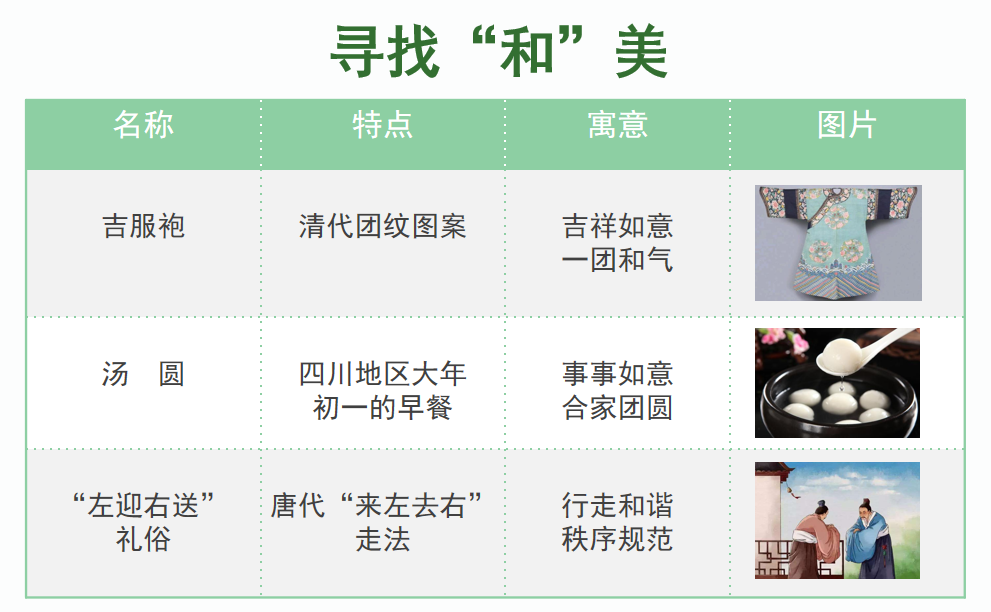 寻找“和”美
名称
特点
寓意
图片
吉服袍
清代团纹图案
吉祥如意
一团和气
汤 圆
四川地区大年
初一的早餐
事事如意
合家团圆
“左迎右送”
礼俗
唐代“来左去右”
走法
行走和谐
秩序规范